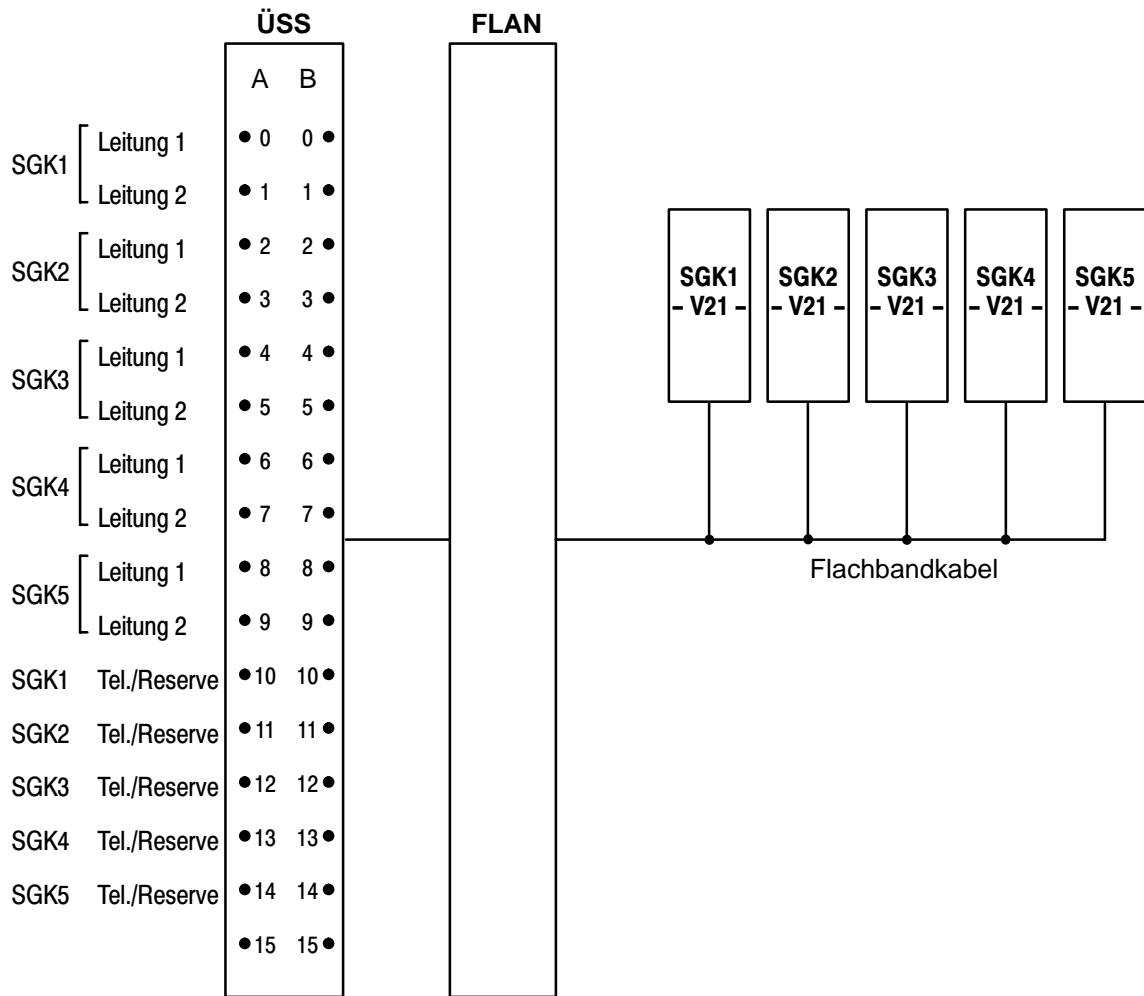 ÜSS FLAN
A B
SGK1 Leitung 1 0 0
Leitung 2 1 1
SGK2 Leitung 1 2 2
Leitung 2 3 3
SGK3 Leitung 1 4 4
Leitung 2 5 5
SGK4 Leitung 1 6 6
Leitung 2 7 7
SGK5 Leitung 1 8 8
Leitung 2 9 9
SGK1 Tel./Reserve 10 10
SGK2 Tel./Reserve 11 11
SGK3 Tel./Reserve 12 12
SGK4 Tel./Reserve 13 13
SGK5 Tel./Reserve 14 14
15 15
SGK1 SGK2 SGK3 SGK4 SGK5
– V21 – – V21 – – V21 – – V21 – – V21 –
Flachbandkabel